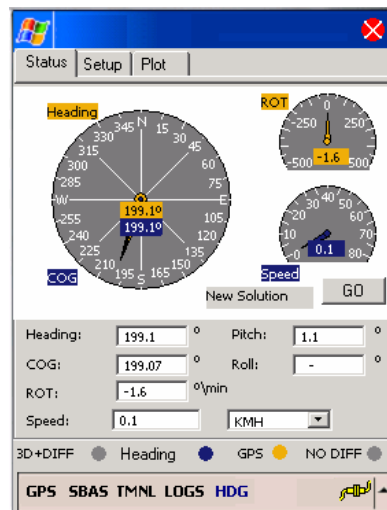 Status Setup Plot
Heading
N 15 30 45 60 75 E 105 120 135 150 165 S 195 210 225 240 255 W 285 300 315 330 345
199.1º
199.1º
COG
ROT
-500 -250 0 250 500
-1.6
0 10 20 30 40 50 60 70 80
0.1
Speed
New Solution GO
Heading: 199.1 º Pitch: 1.1 º
COG: 199.07 º Roll: - º
ROT: -1.6 º\min
Speed: 0.1 KMH
3D+DIFF Heading GPS NO DIFF
GPS SBAS TMNL LOGS HDG